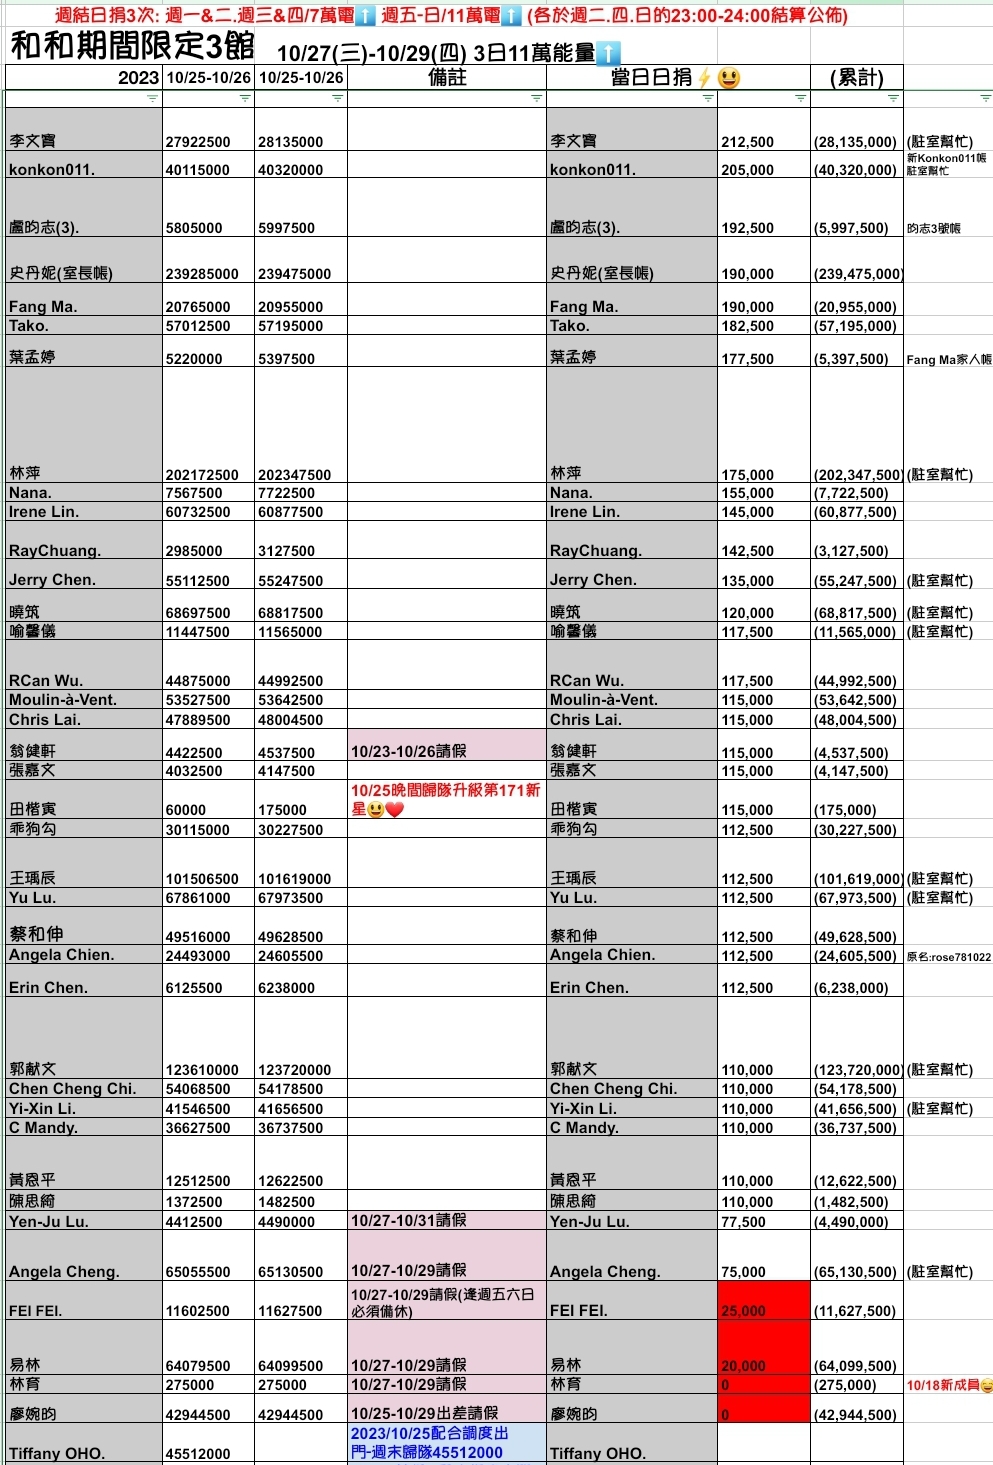 週結日捐3次: 週一&二.週三&四/7萬電⬆️ 週五-日/11萬電⬆️ (各於週二.四.日的23:00-24:00結算公佈)
和和期間限定3館 10/27(三)-10/29(四) 3日11萬能量⬆️
2023 10/25-10/26 10/25-10/26 備註 當日日捐⚡😃 (累計)
李文寶 27922500 28135000 李文寶 212,500 (28,135,000) (駐室幫忙)
konkon011. 40115000 40320000 konkon011. 205,000 (40,320,000) 新Konkon011帳
駐室幫忙
盧昀志(3). 5805000 5997500 盧昀志(3). 192,500 (5,997,500) 昀志3號帳
史丹妮(室長帳) 239285000 239475000 史丹妮(室長帳) 190,000 (239,475,000)
Fang Ma. 20765000 20955000 Fang Ma. 190,000 (20,955,000)
Tako. 57012500 57195000 Tako. 182,500 (57,195,000)
葉孟婷 5220000 5397500 葉孟婷 177,500 (5,397,500) Fang Ma家人帳
林萍 202172500 202347500 林萍 175,000 (202,347,500) (駐室幫忙)
Nana. 7567500 7722500 Nana. 155,000 (7,722,500)
Irene Lin. 60732500 60877500 Irene Lin. 145,000 (60,877,500)
RayChuang. 2985000 3127500 RayChuang. 142,500 (3,127,500)
Jerry Chen. 55112500 55247500 Jerry Chen. 135,000 (55,247,500) (駐室幫忙)
曉筑 68697500 68817500 曉筑 120,000 (68,817,500) (駐室幫忙)
喻馨儀 11447500 11565000 喻馨儀 117,500 (11,565,000) (駐室幫忙)
RCan Wu. 44875000 44992500 RCan Wu. 117,500 (44,992,500)
Moulin-à-Vent. 53527500 53642500 Moulin-à-Vent. 115,000 (53,642,500)
Chris Lai. 47889500 48004500 Chris Lai. 115,000 (48,004,500)
翁健軒 4422500 4537500 10/23-10/26請假 翁健軒 115,000 (4,537,500)
張嘉文 4032500 4147500 張嘉文 115,000 (4,147,500)
田楷寅 60000 175000 10/25晚間歸隊升級第171新
星😃❤️ 田楷寅 115,000 (175,000)
乖狗勾 30115000 30227500 乖狗勾 112,500 (30,227,500)
王瑀辰 101506500 101619000 王瑀辰 112,500 (101,619,000) (駐室幫忙)
Yu Lu. 67861000 67973500 Yu Lu. 112,500 (67,973,500) (駐室幫忙)
蔡和伸 49516000 49628500 蔡和伸 112,500 (49,628,500)
Angela Chien. 24493000 24605500 Angela Chien. 112,500 (24,605,500) 原名:rose781022
Erin Chen. 6125500 6238000 Erin Chen. 112,500 (6,238,000)
郭献文 123610000 123720000 郭献文 110,000 (123,720,000) (駐室幫忙)
Chen Cheng Chi. 54068500 54178500 Chen Cheng Chi. 110,000 (54,178,500)
Yi-Xin Li. 41546500 41656500 Yi-Xin Li. 110,000 (41,656,500) (駐室幫忙)
C Mandy. 36627500 36737500 C Mandy. 110,000 (36,737,500)
黃恩平 12512500 12622500 黃恩平 110,000 (12,622,500)
陳思綺 1372500 1482500 陳思綺 110,000 (1,482,500)
Yen-Ju Lu. 4412500 4490000 10/27-10/31請假 Yen-Ju Lu. 77,500 (4,490,000)
Angela Cheng. 65055500 65130500 10/27-10/29請假 Angela Cheng. 75,000 (65,130,500) (駐室幫忙)
FEI FEI. 11602500 11627500 10/27-10/29請假(逢週五六日
必須備休) FEI FEI. 25,000 (11,627,500)
易林 64079500 64099500 10/27-10/29請假 易林 20,000 (64,099,500)
林育 275000 275000 10/27-10/29請假 林育 0 (275,000) 10/18新成員😄
廖婉昀 42944500 42944500 10/25-10/29出差請假 廖婉昀 0 (42,944,500)
Tiffany OHO. 45512000 2023/10/25配合調度出
門-週末歸隊45512000 Tiffany OHO.